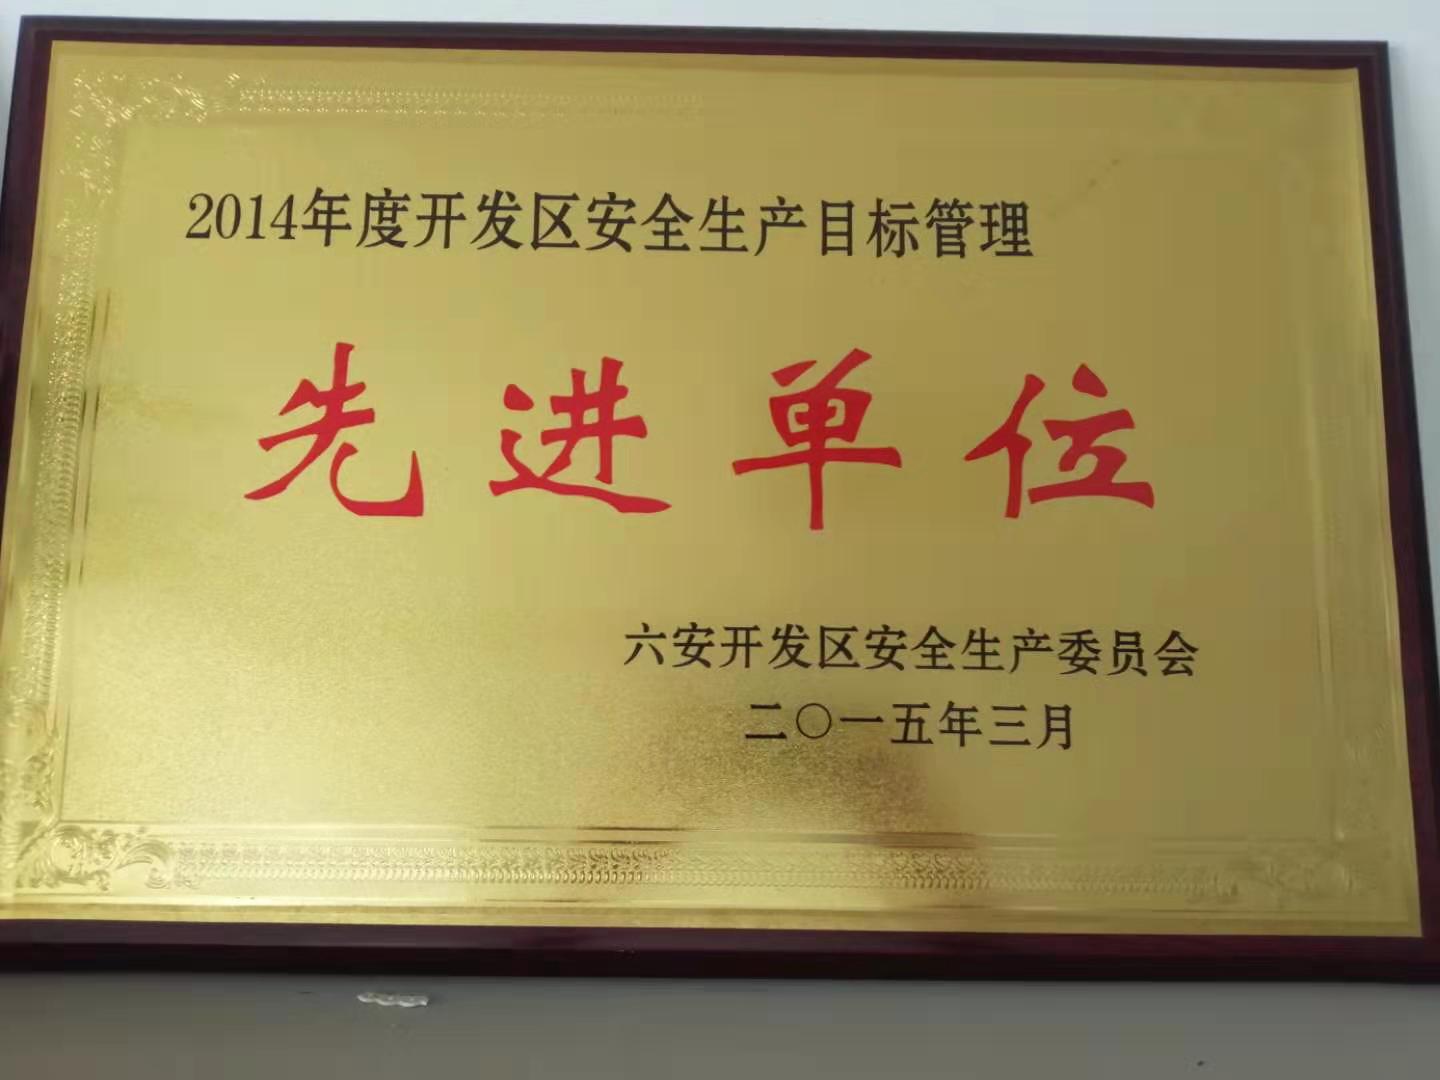 2014年度开发区安全生产目标管理
先进单位
六安开发区安全生产委员会
二〇一五年三月